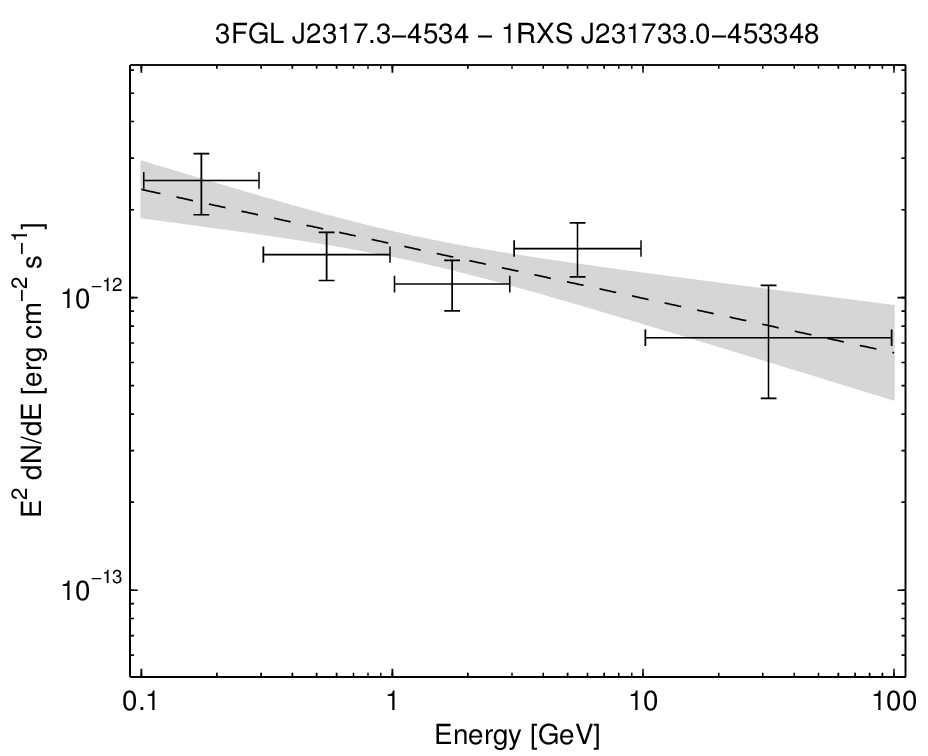 3FGL J2317.3−4534 − 1RXS J231733.0−453348
E² dN/dE [erg cm⁻² s⁻¹]
10⁻¹²
10⁻¹³
0.1 1 10 100
Energy [GeV]